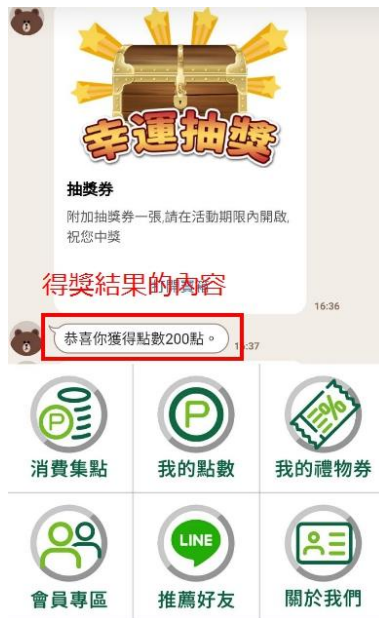 幸運抽獎
抽獎券
附加抽獎券一張,請在活動期限內開啟,
祝您中獎
得獎結果的內容
16:36
恭喜你獲得點數200點。
P
P
%
消費集點
我的點數
我的禮物券
LINE
會員專區
推薦好友
關於我們